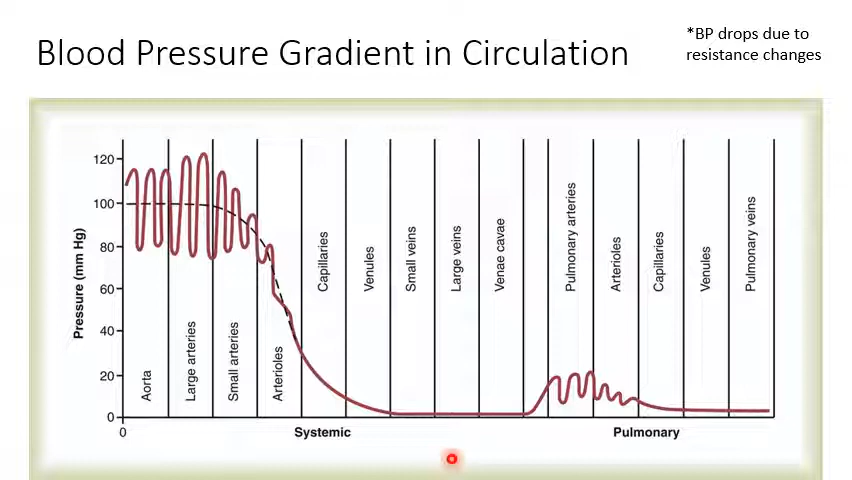 Blood Pressure Gradient in Circulation
*BP drops due to
resistance changes
Pressure (mm Hg)
120
100
80
60
40
20
0
0
Aorta
Large arteries
Small arteries
Arterioles
Capillaries
Venules
Small veins
Large veins
Venae cavae
Pulmonary arteries
Arterioles
Capillaries
Venules
Pulmonary veins
Systemic
Pulmonary